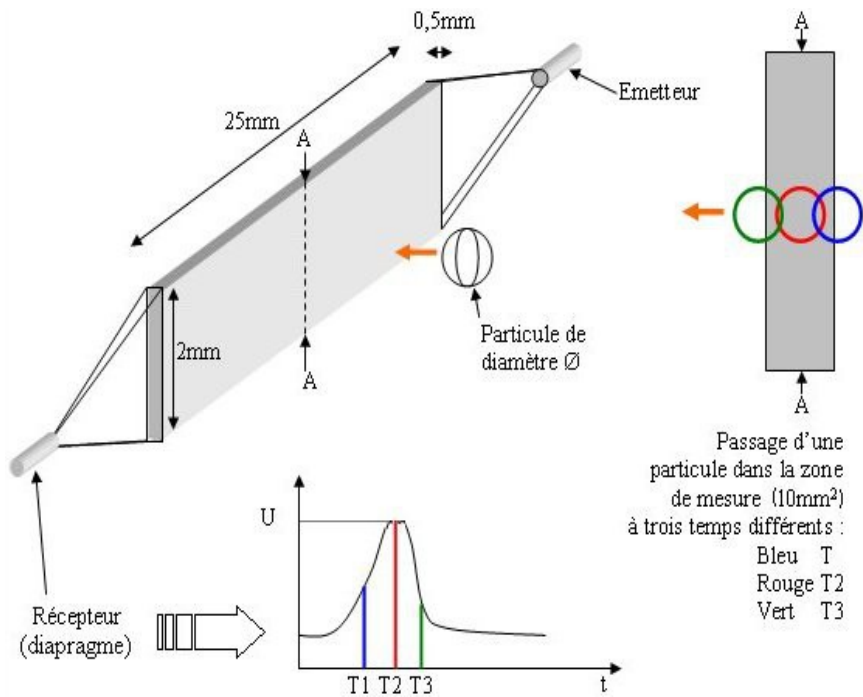 0,5mm
Emetteur
25mm
A
Particule de
diamètre Ø
2mm
A
Récepteur
(diapragme)
U
T1 T2 T3
t
A
A
Passage d'une
particule dans la zone
de mesure (10mm²)
à trois temps différents :
Bleu T
Rouge T2
Vert T3